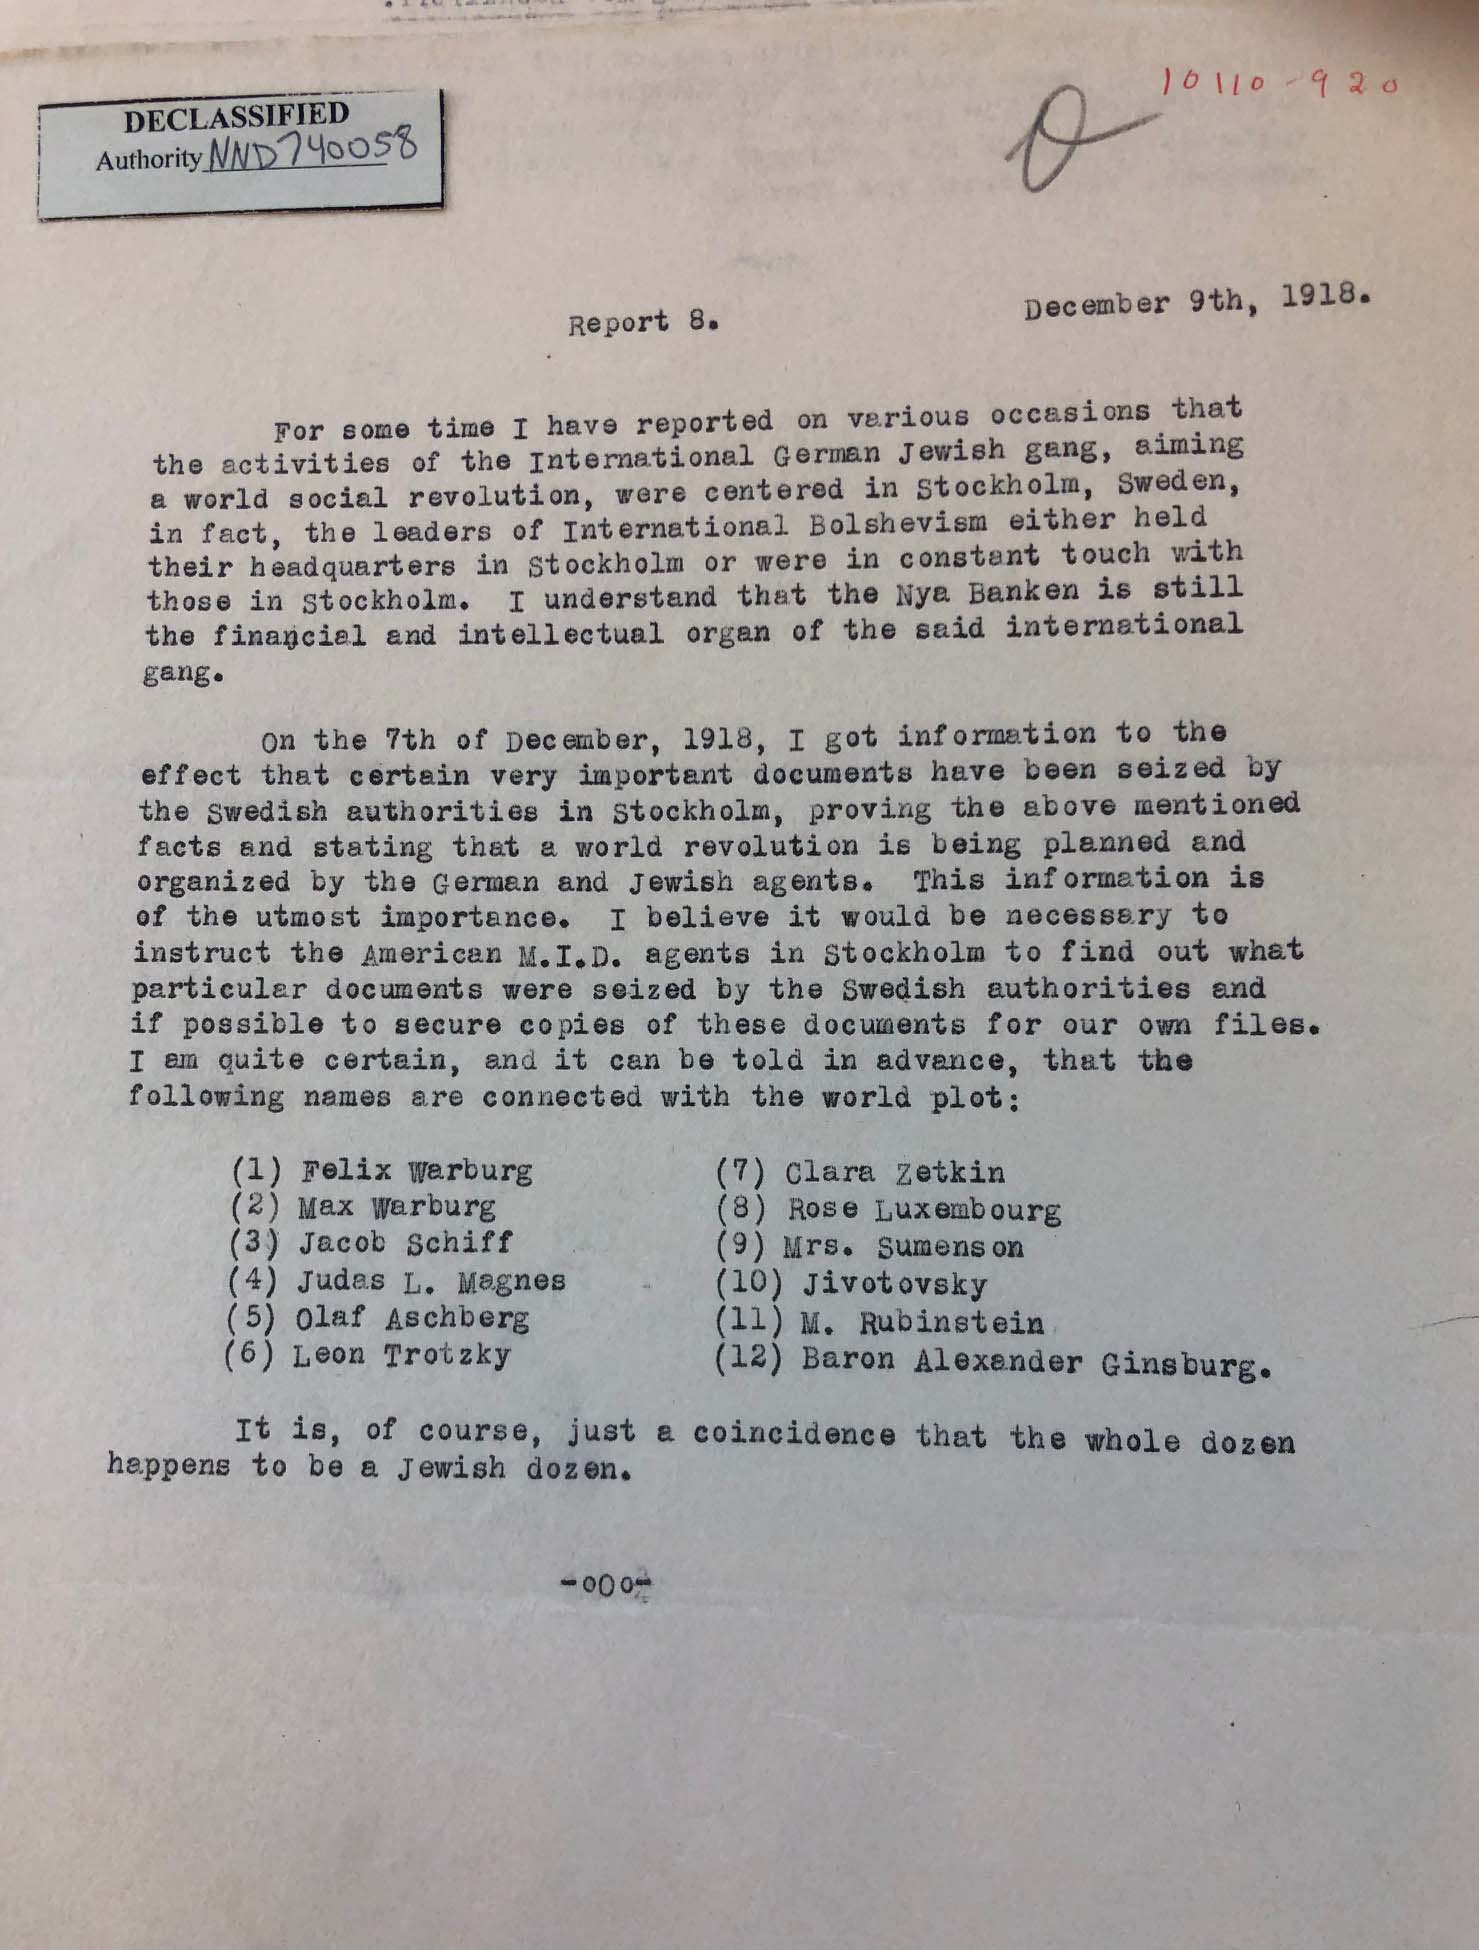 10110-920
DECLASSIFIED
Authority NND 740058
Report 8.
December 9th, 1918.
For some time I have reported on various occasions that
the activities of the International German Jewish gang, aiming
a world social revolution, were centered in Stockholm, Sweden,
in fact, the leaders of International Bolshevism either held
their headquarters in Stockholm or were in constant touch with
those in Stockholm. I understand that the Nya Banken is still
the financial and intellectual organ of the said international
gang.
On the 7th of December, 1918, I got information to the
effect that certain very important documents have been seized by
the Swedish authorities in Stockholm, proving the above mentioned
facts and stating that a world revolution is being planned and
organized by the German and Jewish agents. This information is
of the utmost importance. I believe it would be necessary to
instruct the American M.I.D. agents in Stockholm to find out what
particular documents were seized by the Swedish authorities and
if possible to secure copies of these documents for our own files.
I am quite certain, and it can be told in advance, that the
following names are connected with the world plot:
(1) Felix Warburg
(2) Max Warburg
(3) Jacob Schiff
(4) Judas L. Magnes
(5) Olaf Aschberg
(6) Leon Trotzky
(7) Clara Zetkin
(8) Rose Luxembourg
(9) Mrs. Sumenson
(10) Jivotovsky
(11) M. Rubinstein
(12) Baron Alexander Ginsburg.
It is, of course, just a coincidence that the whole dozen
happens to be a Jewish dozen.
-oOo-